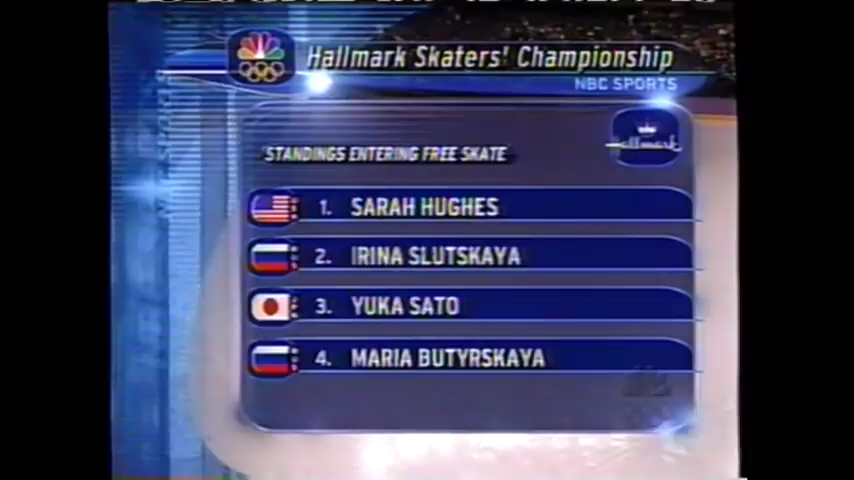 Hallmark Skaters' Championship
NBC SPORTS
Hallmark
STANDINGS ENTERING FREE SKATE
1. SARAH HUGHES
2. IRINA SLUTSKAYA
3. YUKA SATO
4. MARIA BUTYRSKAYA